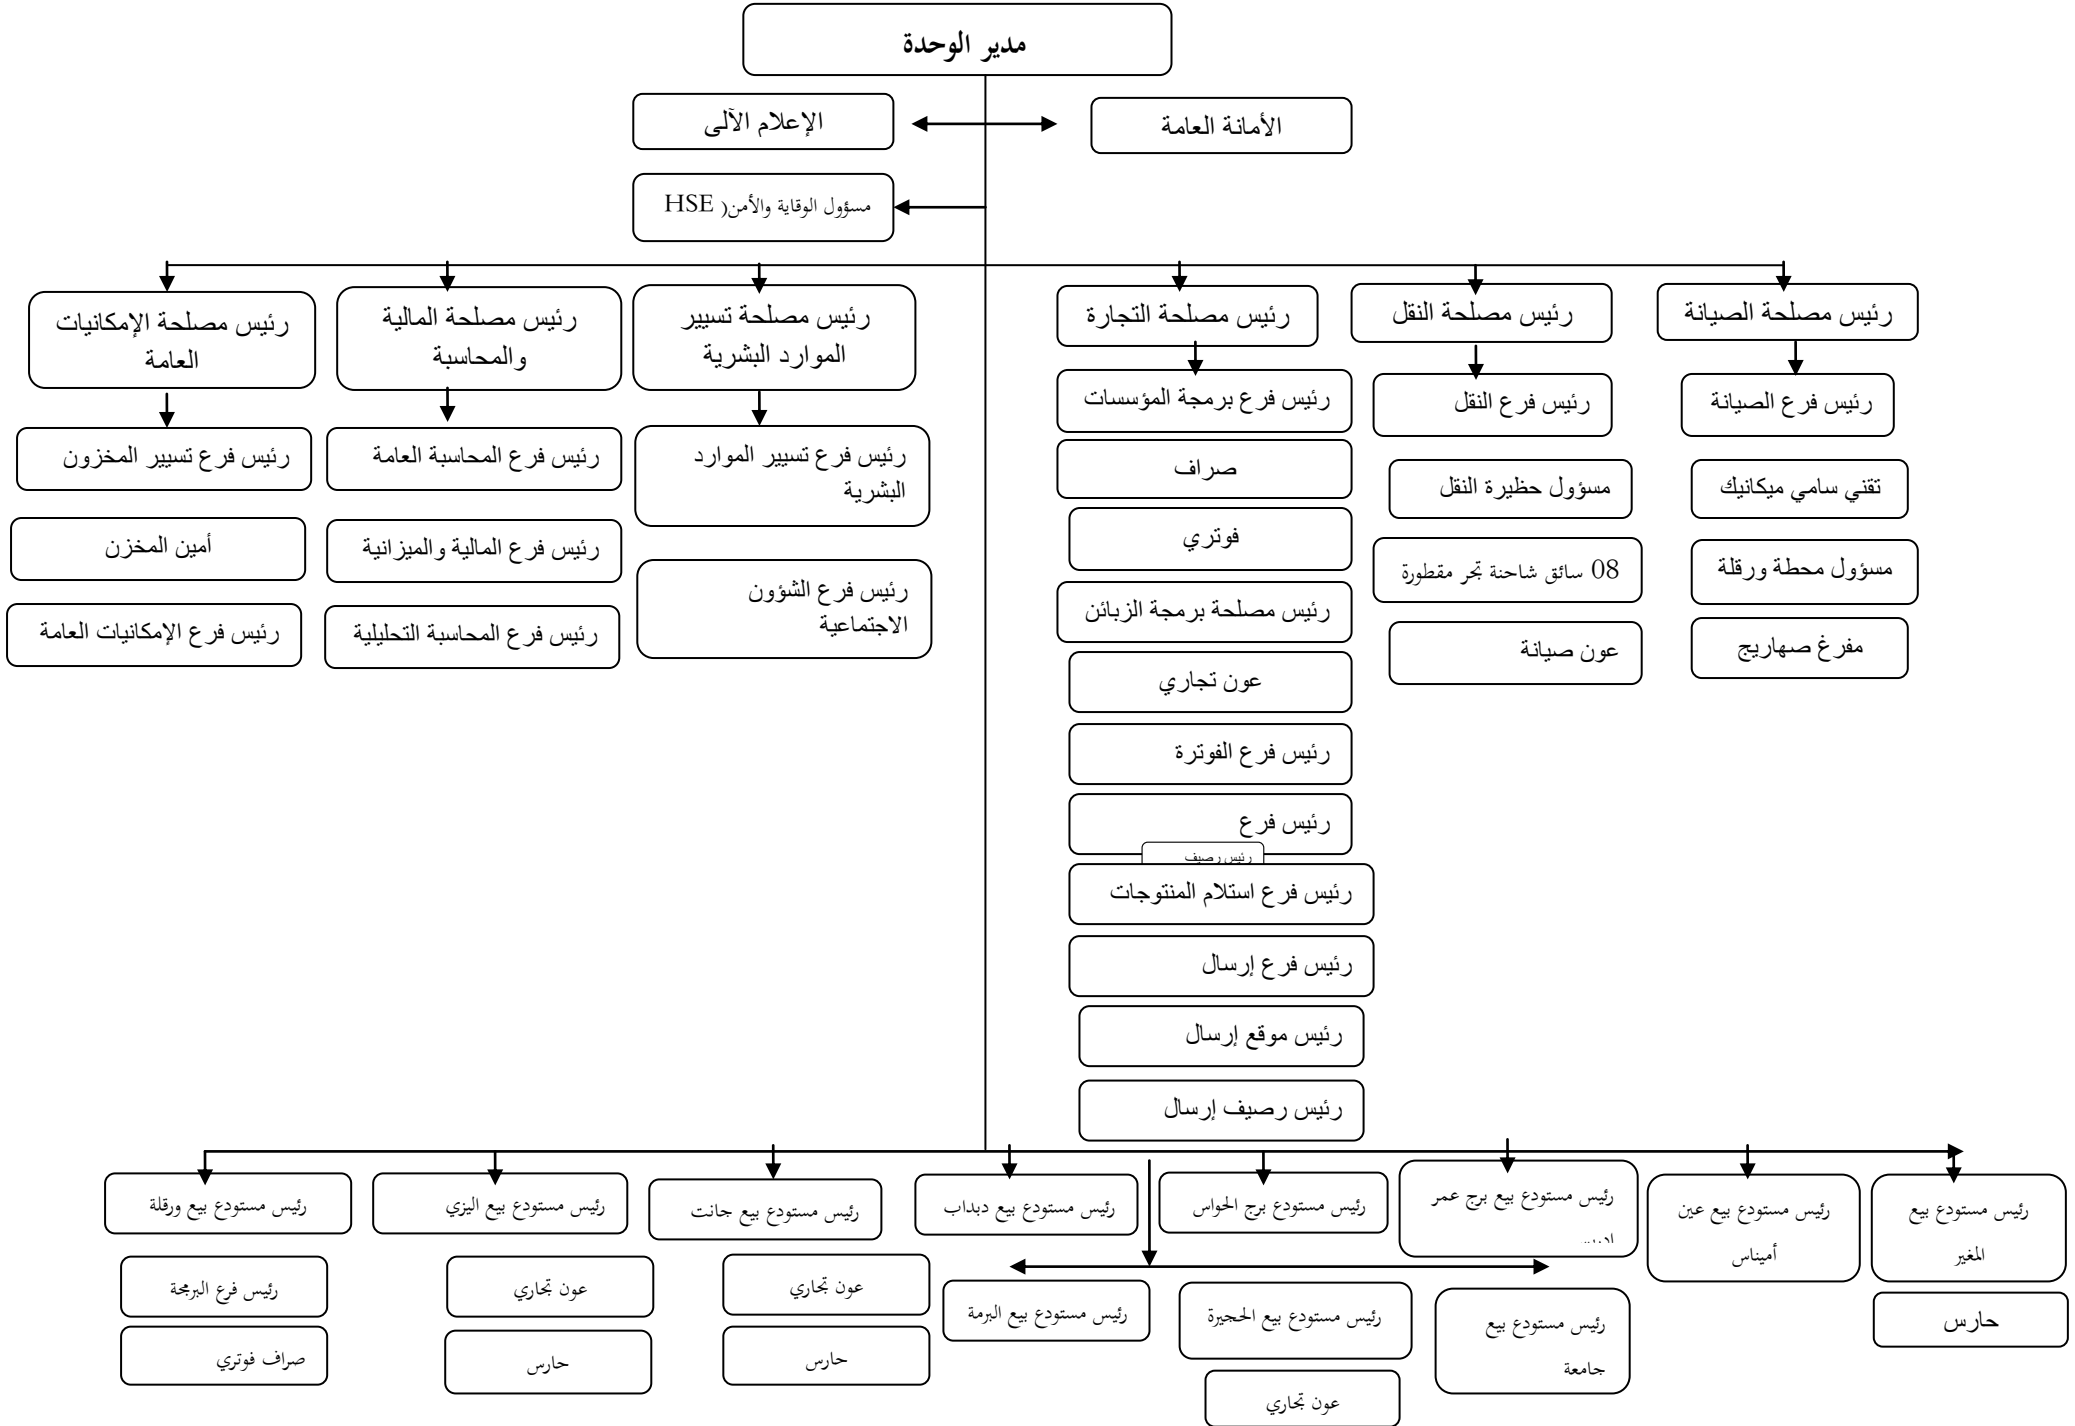 مدير الوحدة
الأمانة العامة
الإعلام الآلى
مسؤول الوقاية والأمن( HSE
رئيس مصلحة الصيانة
رئيس مصلحة النقل
رئيس مصلحة التجارة
رئيس مصلحة تسيير
الموارد البشرية
رئيس مصلحة المالية
والمحاسبة
رئيس مصلحة الإمكانيات
العامة
رئيس فرع الصيانة
تقني سامي ميكانيك
مسؤول محطة ورقلة
مفرغ صهاريج
رئيس فرع النقل
مسؤول حظيرة النقل
08 سائق شاحنة تجر مقطورة
عون صيانة
رئيس فرع برمجة المؤسسات
صراف
فوتري
رئيس مصلحة برمجة الزبائن
عون تجاري
رئيس فرع الفوترة
رئيس فرع
رئيس رصيف
رئيس فرع استلام المنتوجات
رئيس فرع إرسال
رئيس موقع إرسال
رئيس رصيف إرسال
رئيس فرع تسيير الموارد
البشرية
رئيس فرع الشؤون
الاجتماعية
رئيس فرع المحاسبة العامة
رئيس فرع المالية والميزانية
رئيس فرع المحاسبة التحليلية
رئيس فرع تسيير المخزون
أمين المخزن
رئيس فرع الإمكانيات العامة
رئيس مستودع بيع
المغير
حارس
رئيس مستودع بيع عين
أميناس
رئيس مستودع بيع برج عمر
رئيس مستودع برج الحواس
رئيس مستودع بيع دبداب
رئيس مستودع بيع جانت
عون تجاري
حارس
رئيس مستودع بيع اليزي
عون تجاري
حارس
رئيس مستودع بيع ورقلة
رئيس فرع البرمجة
صراف فوتري
رئيس مستودع بيع
جامعة
رئيس مستودع بيع الحجيرة
عون تجاري
رئيس مستودع بيع البرمة